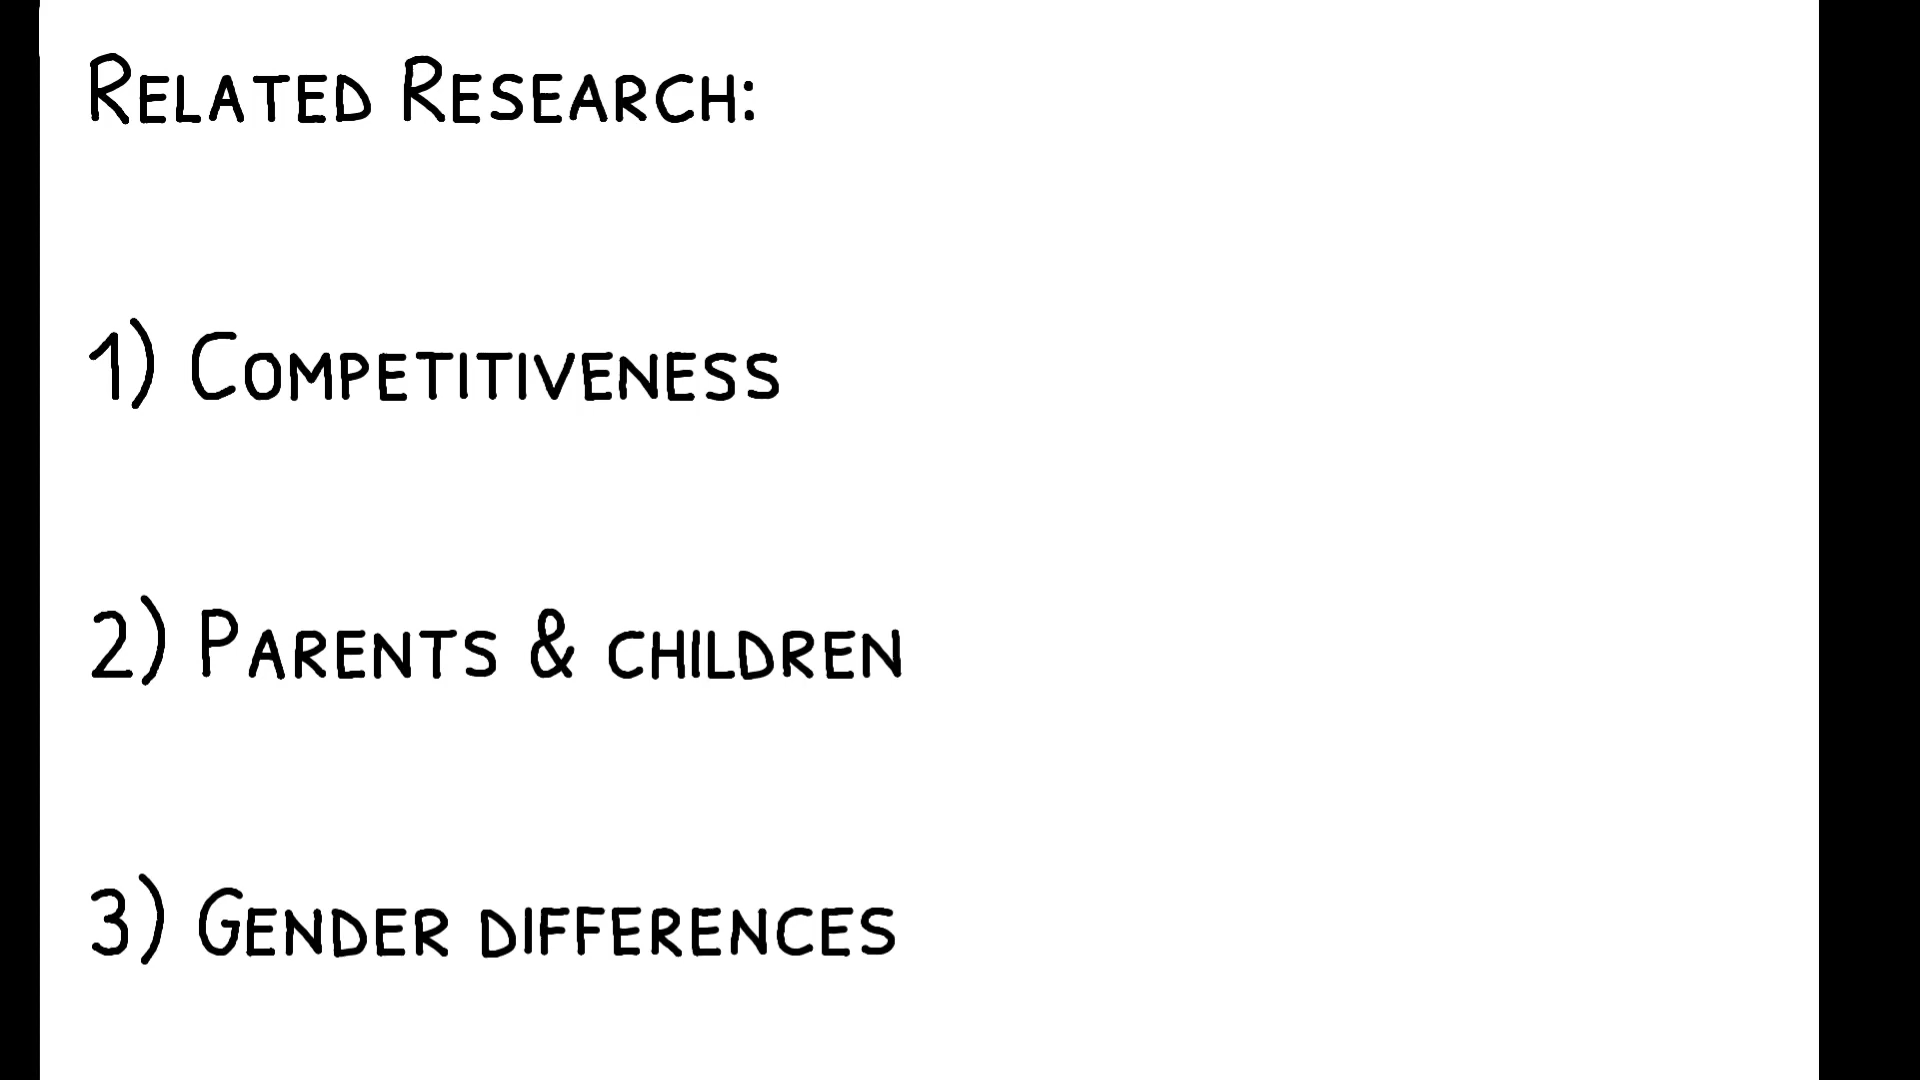 Related Research:
1) Competitiveness
2) Parents & children
3) Gender differences